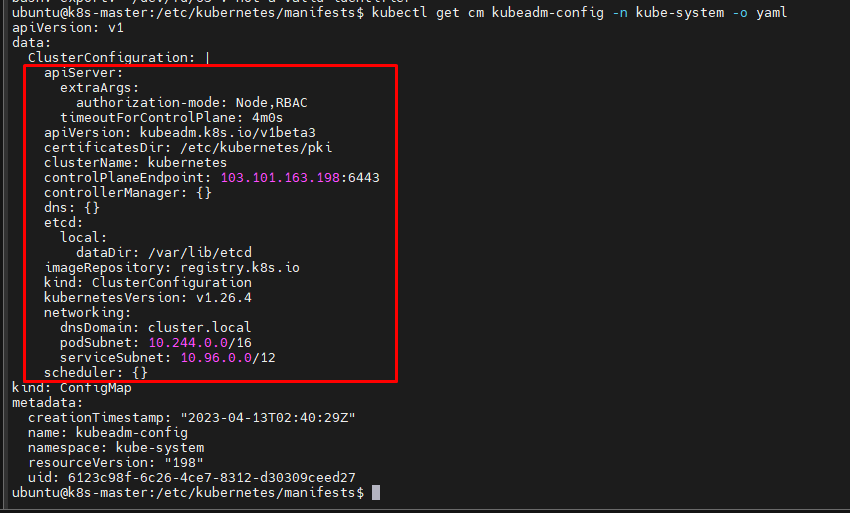 ubuntu@k8s-master:/etc/kubernetes/manifests$ kubectl get cm kubeadm-config -n kube-system -o yaml
apiVersion: v1
data:
  ClusterConfiguration: |
    apiServer:
      extraArgs:
        authorization-mode: Node,RBAC
      timeoutForControlPlane: 4m0s
    apiVersion: kubeadm.k8s.io/v1beta3
    certificatesDir: /etc/kubernetes/pki
    clusterName: kubernetes
    controlPlaneEndpoint: 103.101.163.198:6443
    controllerManager: {}
    dns: {}
    etcd:
      local:
        dataDir: /var/lib/etcd
    imageRepository: registry.k8s.io
    kind: ClusterConfiguration
    kubernetesVersion: v1.26.4
    networking:
      dnsDomain: cluster.local
      podSubnet: 10.244.0.0/16
      serviceSubnet: 10.96.0.0/12
    scheduler: {}
kind: ConfigMap
metadata:
  creationTimestamp: "2023-04-13T02:40:29Z"
  name: kubeadm-config
  namespace: kube-system
  resourceVersion: "198"
  uid: 6123c98f-6c26-4ce7-8312-d30309ceed27
ubuntu@k8s-master:/etc/kubernetes/manifests$